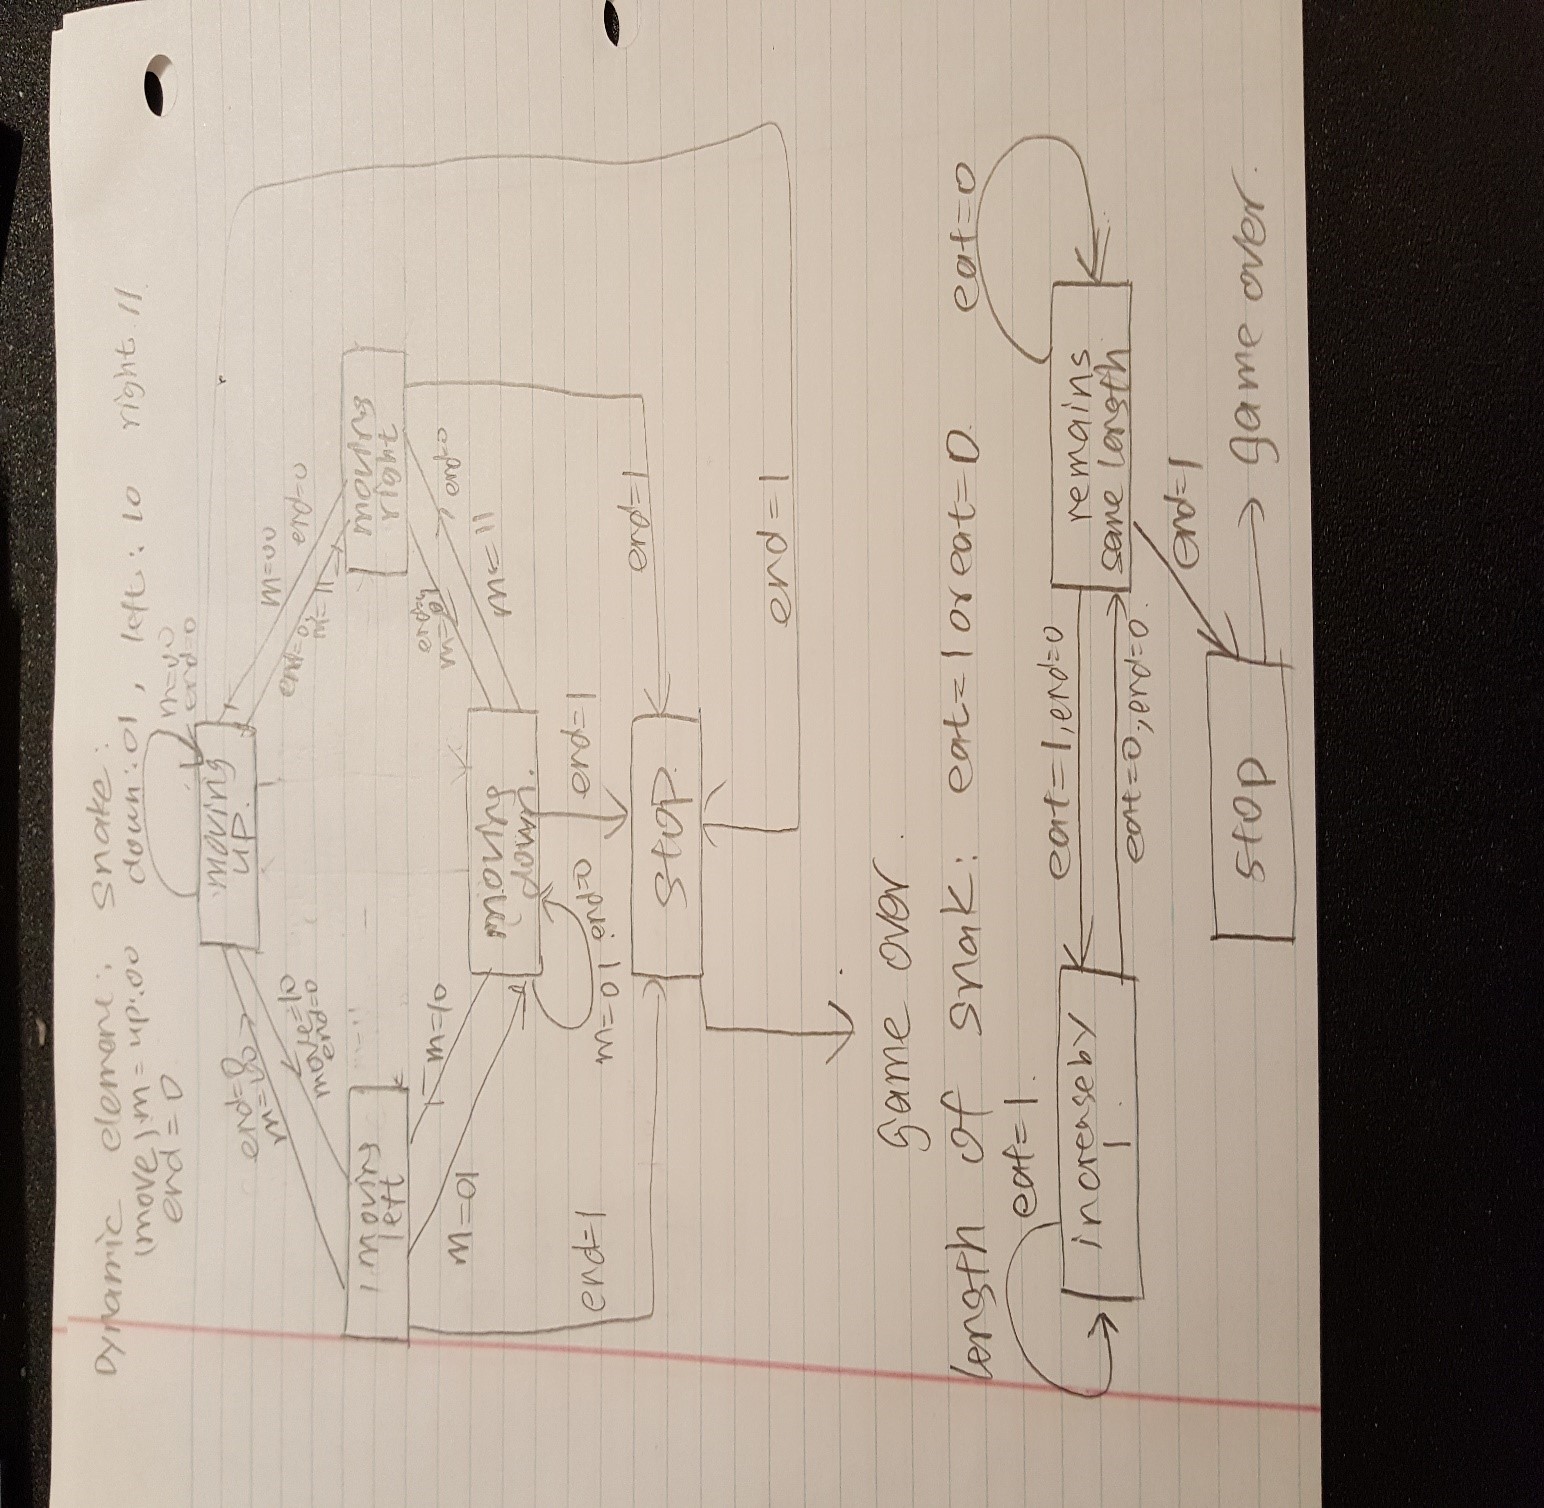 Dynamic element: Snake:
(move) m = up:00 down:01, left: 10 right 11
end = 0
m=00
end=0
moving
up.
end=0
m=00
move=10
end=0
m=00
end=0
end=0,
m=11
moving
left
moving
right
m=10
m=01
m=01
end=0
m=11
moving
down.
end=1
m=01 end=0
end=1
end=1
stop.
end=1
game over.
length of snak: eat=1 or eat=0.
eat=0
eat=1.
eat=1, end=0
increase by
1.
remains
same length
eat=0, end=0.
end=1
stop
game over.